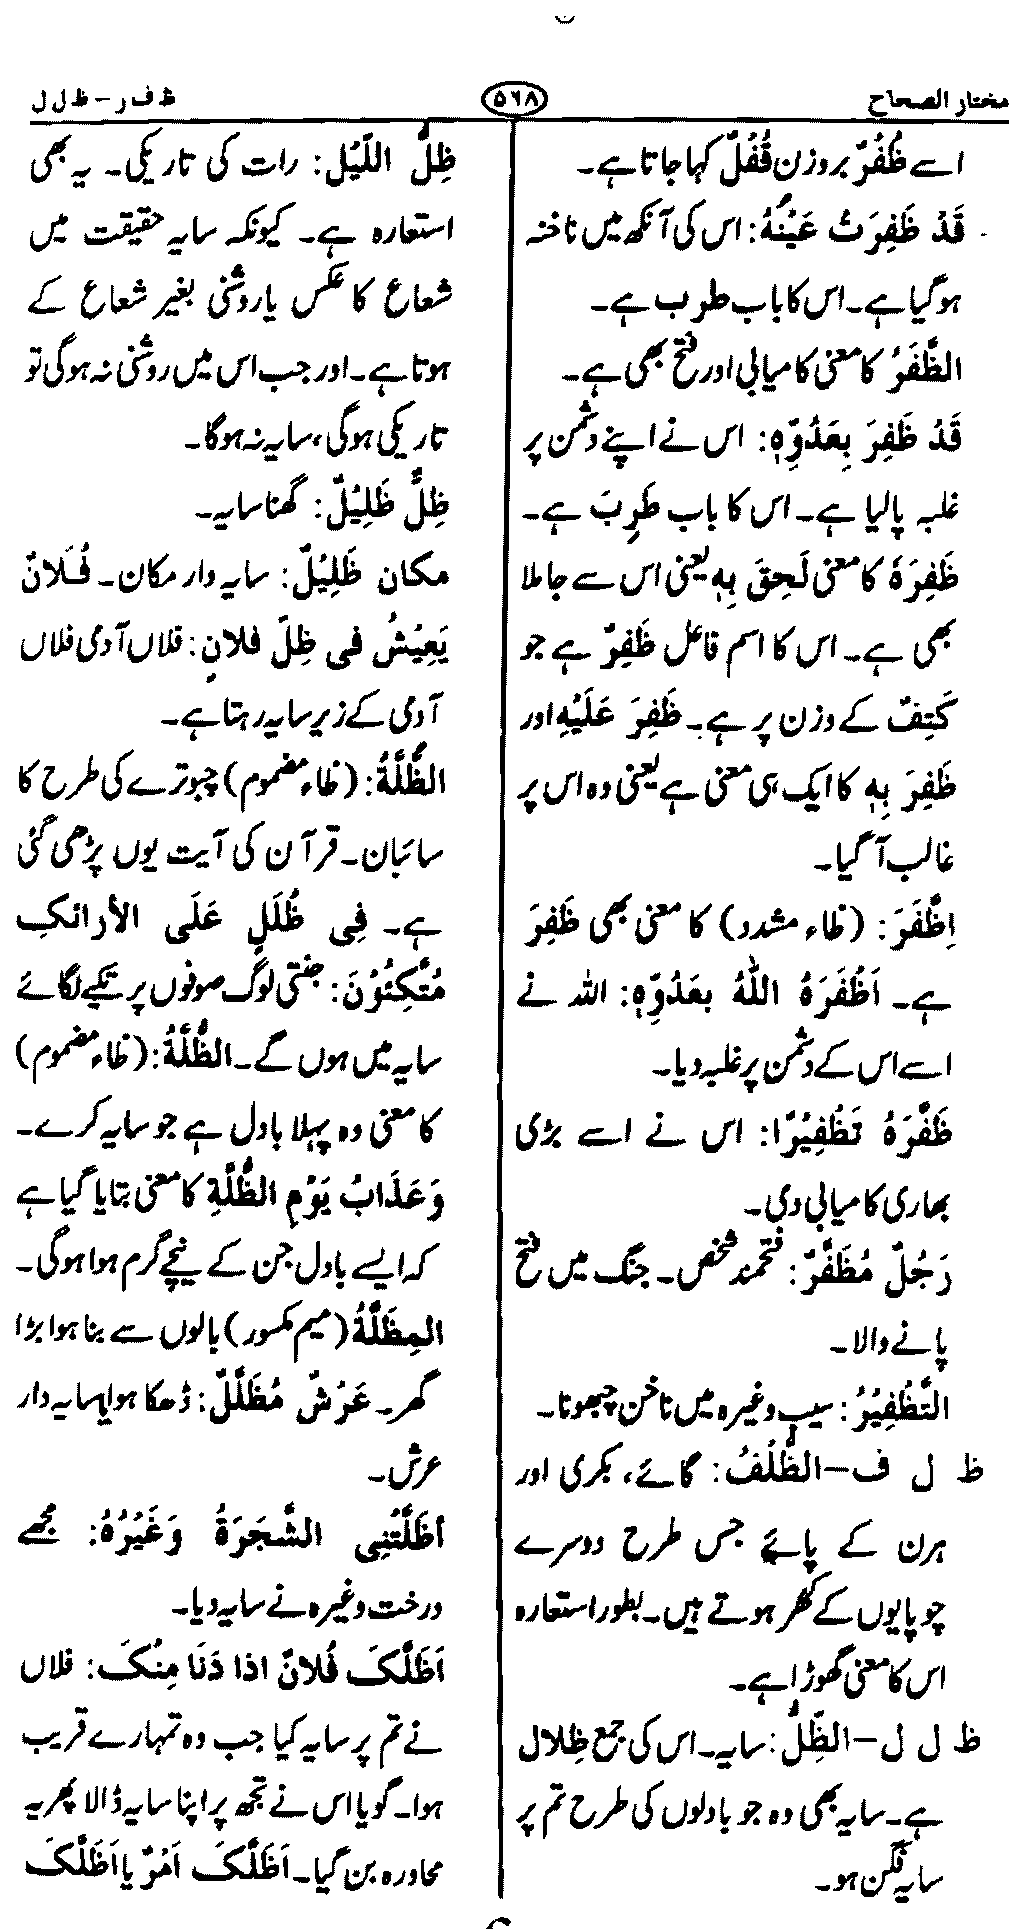 مختار الصحاح ۵۶۸ ظ ف ر – ظ ل ل
اسے ظُفُرٌ بروزن قُفُلٌ کہا جاتا ہے۔
قَدْ ظَفِرَتْ عَيْنُهُ: اس کی آنکھ میں ناخنہ
ہوگیا ہے۔ اس کا باب طرب ہے۔
الظَّفَرُ کا معنی کامیابی اور فتح بھی ہے۔
قَدْ ظَفِرَ بِعَدُوِّهٖ: اس نے اپنے دشمن پر
غلبہ پالیا ہے۔ اس کا باب طَرِبَ ہے۔
ظَفِرَهٗ کا معنی لَحِقَ بِهٖ یعنی اس سے جاملا
بھی ہے۔ اس کا اسم فاعل ظَفِرٌ ہے جو
كَتِفٌ کے وزن پر ہے۔ ظَفِرَ عَلَيْهِ اور
ظَفِرَ بِهٖ کا ایک ہی معنی ہے یعنی وہ اس پر
غالب آگیا۔
اِظَّفَرَ: (ظاء مشدد) کا معنی بھی ظَفِرَ
ہے۔ اَظْفَرَهُ اللّٰهُ بعَدُوِّهٖ: اللہ نے
اسے اس کے دشمن پر غلبہ دیا۔
ظَفَّرَهُ تَظْفِيْرًا: اس نے اسے بڑی
بھاری کامیابی دی۔
رَجُلٌ مُظَفَّرٌ: فتحمند شخص۔ جنگ میں فتح
پانے والا۔
التَّظْفِيْرُ: سیب وغیرہ میں ناخن چبھونا۔
ظ ل ف – الظِّلْفُ: گائے، بکری اور
ہرن کے پائے جس طرح دوسرے
چوپایوں کے کھر ہوتے ہیں۔ بطور استعارہ
اس کا معنی گھوڑا ہے۔
ظ ل ل – الظِّلُّ: سایہ۔ اس کی جمع ظِلال
ہے۔ سایہ بھی وہ جو بادلوں کی طرح تم پر
سایہ فگن ہو۔
ظِلُّ اللَّيْلِ: رات کی تاریکی۔ یہ بھی
استعارہ ہے۔ کیونکہ سایہ حقیقت میں
شعاع کا عکس یا روشنی بغیر شعاع کے
ہوتا ہے۔ اور جب اس میں روشنی نہ ہوگی تو
تاریکی ہوگی، سایہ نہ ہوگا۔
ظِلٌّ ظَلِيْلٌ: گھنا سایہ۔
مکان ظَلِيْلٌ: سایہ دار مکان۔ فُلَانٌ
يَعِيْشُ فى ظِلِّ فلانٍ: فلاں آدمی فلاں
آدمی کے زیر سایہ رہتا ہے۔
الظُّلَّةُ: (ظاء مضموم) چبوترے کی طرح کا
سائبان۔ قرآن کی آیت یوں پڑھی گئی
ہے۔ فِى ظُلَلٍ عَلَى الأرائكِ
مُتَّكِئُوْنَ: جنتی لوگ صوفوں پر تکیے لگائے
سایہ میں ہوں گے۔ الظُّلَّةُ: (ظاء مضموم)
کا معنی وہ پہلا بادل ہے جو سایہ کرے۔
وَعَذَابُ يَوْمِ الظُّلَّةِ کا معنی بتایا گیا ہے
کہ ایسے بادل جن کے نیچے گرم ہوا ہوگی۔
المِظَلَّةُ (میم مکسور) بالوں سے بنا ہوا بڑا
گھر۔ عَرْشٌ مُظَلَّلٌ: ڈھکا ہوا یا سایہ دار
عرش۔
أظَلَّتْنِى الشَّجَرَةُ وَغَيْرُهُ: مجھے
درخت وغیرہ نے سایہ دیا۔
اَظَلَّكَ فُلَانٌ اذا دَنَا مِنْكَ: فلاں
نے تم پر سایہ کیا جب وہ تمہارے قریب
ہوا۔ گویا اس نے تجھ پر اپنا سایہ ڈالا پھر یہ
محاورہ بن گیا۔ اَظَلَّكَ اَمْرٌ یا اَظَلَّكَ